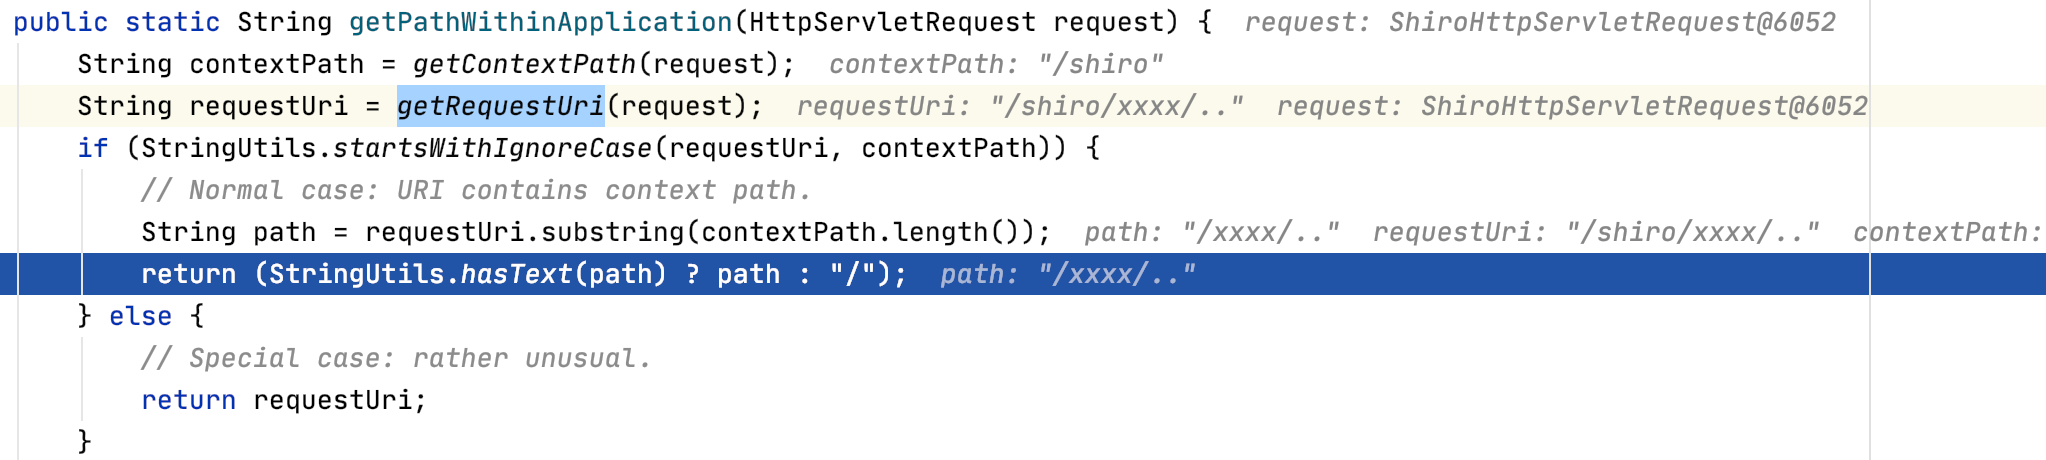 public static String getPathWithinApplication(HttpServletRequest request) {  request: ShiroHttpServletRequest@6052
    String contextPath = getContextPath(request);  contextPath: "/shiro"
    String requestUri = getRequestUri(request);  requestUri: "/shiro/xxxx/.."  request: ShiroHttpServletRequest@6052
    if (StringUtils.startsWithIgnoreCase(requestUri, contextPath)) {
        // Normal case: URI contains context path.
        String path = requestUri.substring(contextPath.length());  path: "/xxxx/.."  requestUri: "/shiro/xxxx/.."  contextPath:
        return (StringUtils.hasText(path) ? path : "/");  path: "/xxxx/.."
    } else {
        // Special case: rather unusual.
        return requestUri;
    }